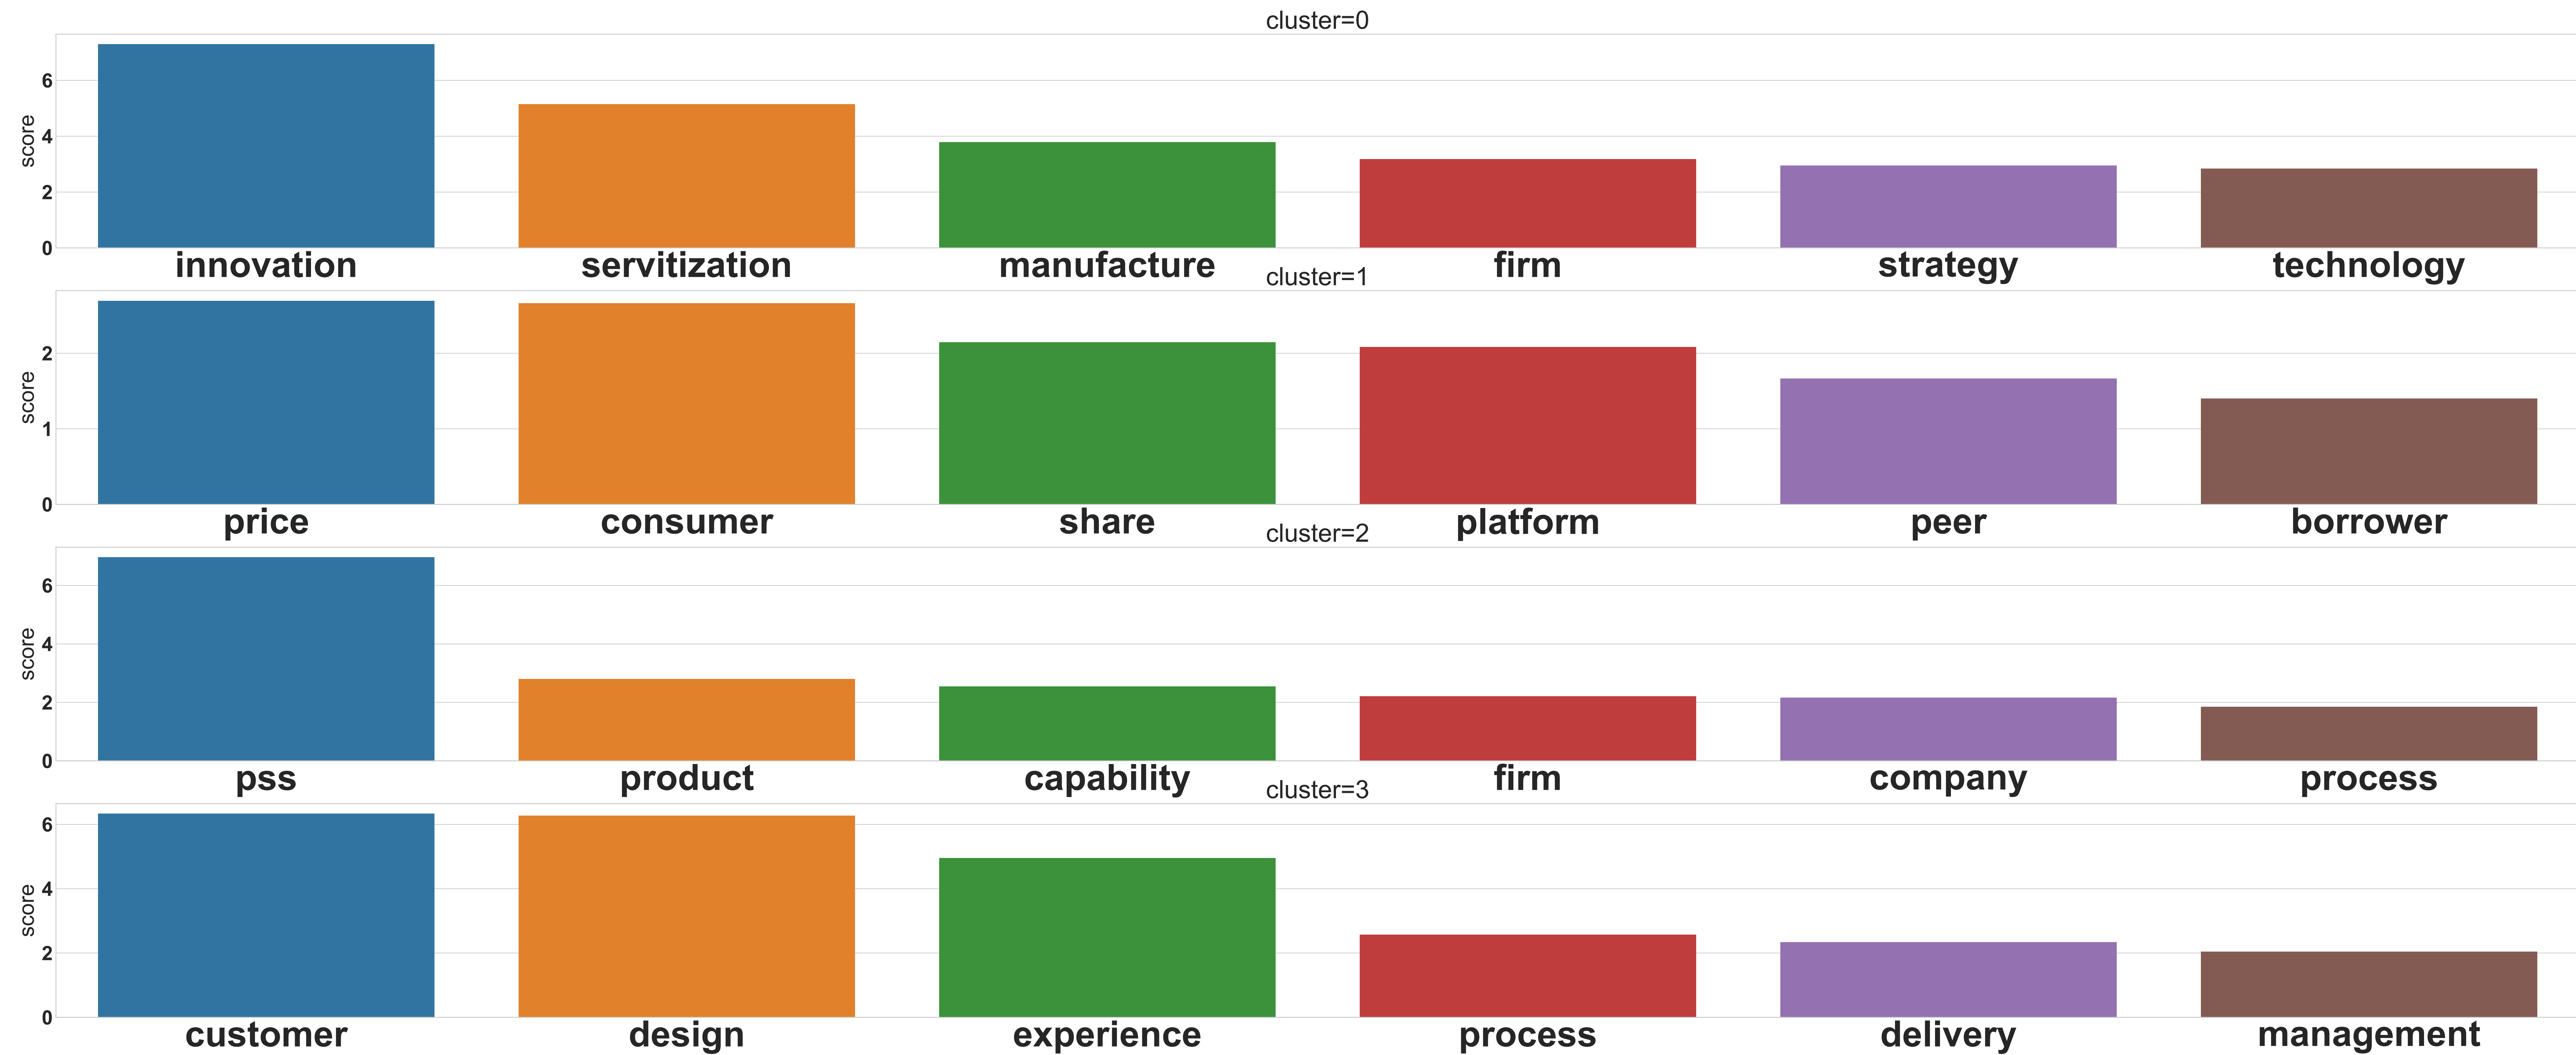 cluster=0
6
4
2
0
score
innovation servitization manufacture firm strategy technology
cluster=1
2
1
0
score
price consumer share platform peer borrower
cluster=2
6
4
2
0
score
pss product capability firm company process
cluster=3
6
4
2
0
score
customer design experience process delivery management